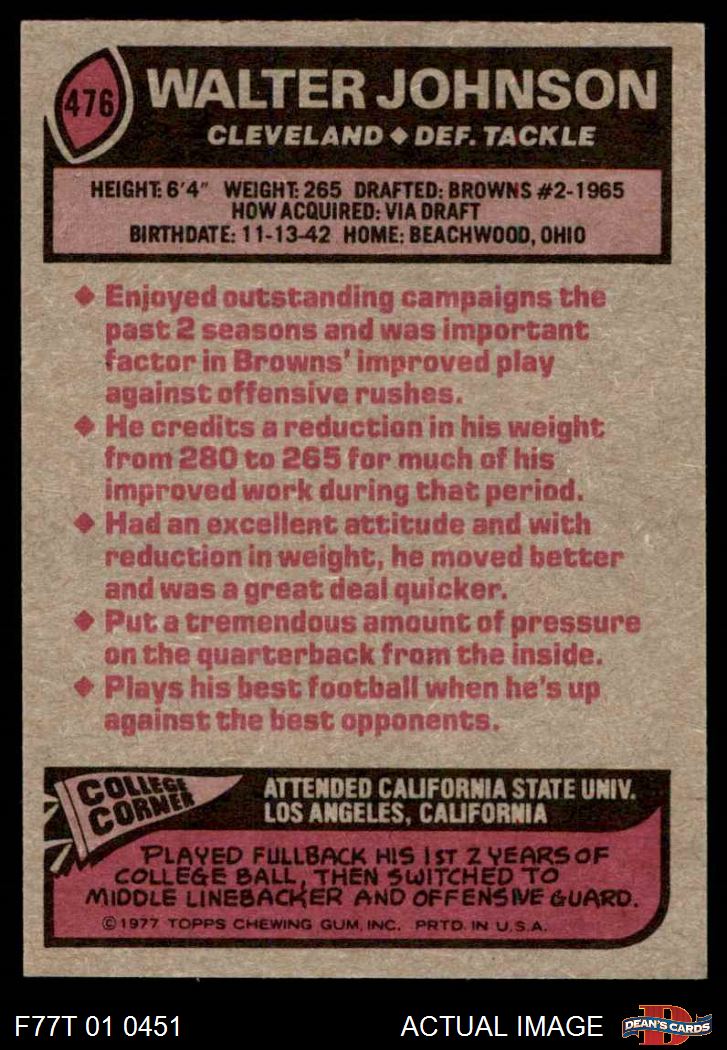 476
WALTER JOHNSON
CLEVELAND ◆ DEF. TACKLE
HEIGHT: 6'4" WEIGHT: 265 DRAFTED: BROWNS #2-1965
HOW ACQUIRED: VIA DRAFT
BIRTHDATE: 11-13-42 HOME: BEACHWOOD, OHIO
◆ Enjoyed outstanding campaigns the
past 2 seasons and was important
factor in Browns' improved play
against offensive rushes.
◆ He credits a reduction in his weight
from 280 to 265 for much of his
improved work during that period.
◆ Had an excellent attitude and with
reduction in weight, he moved better
and was a great deal quicker.
◆ Put a tremendous amount of pressure
on the quarterback from the inside.
◆ Plays his best football when he's up
against the best opponents.
COLLEGE
CORNER
ATTENDED CALIFORNIA STATE UNIV.
LOS ANGELES, CALIFORNIA
PLAYED FULLBACK HIS 1ST 2 YEARS OF
COLLEGE BALL, THEN SWITCHED TO
MIDDLE LINEBACKER AND OFFENSIVE GUARD.
© 1977 TOPPS CHEWING GUM, INC. PRTD. IN U.S.A.
F77T 01 0451
ACTUAL IMAGE
D
DEAN'S CARDS